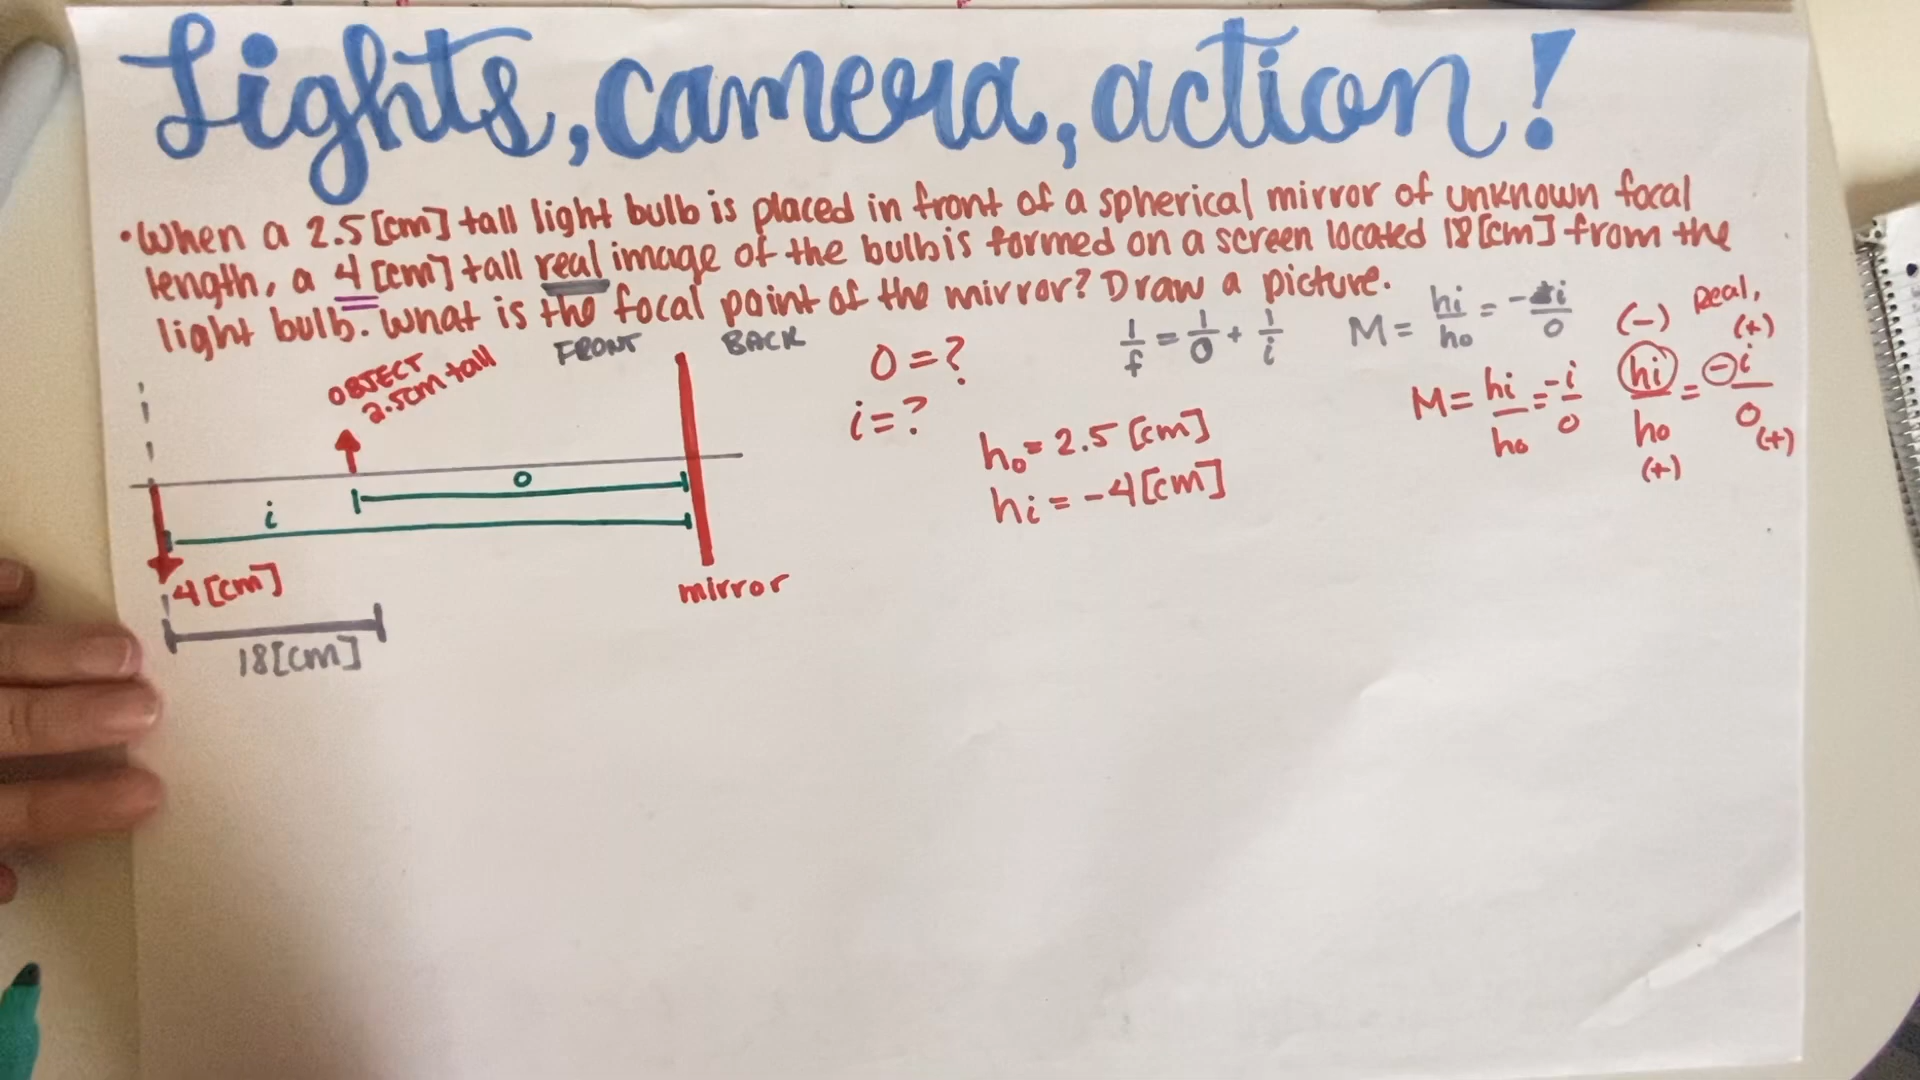 Lights, camera, action!
• When a 2.5 [cm] tall light bulb is placed in front of a spherical mirror of unknown focal
length, a 4 [cm] tall real image of the bulb is formed on a screen located 18 [cm] from the
light bulb. What is the focal point of the mirror? Draw a picture.
OBJECT
2.5cm tall
FRONT
BACK
o
i
4 [cm]
18 [cm]
mirror
o = ?
i = ?
ho = 2.5 [cm]
hi = -4 [cm]
1/f = 1/o + 1/i
M = hi/ho = -i/o
M = hi/ho = -i/o
(-) Real,
(+)
hi/ho = -i/o
(+) (+)